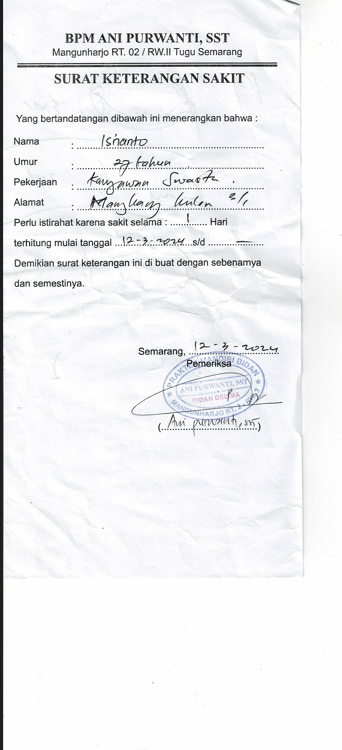 BPM ANI PURWANTI, SST
Mangunharjo RT. 02 / RW.II Tugu Semarang
SURAT KETERANGAN SAKIT
Yang bertandatangan dibawah ini menerangkan bahwa :
Nama : Isrianto
Umur : 27 tahun
Pekerjaan : Karyawan Swasta .
Alamat : Mangkang kulon 3/1
Perlu istirahat karena sakit selama : 1 Hari
terhitung mulai tanggal 12-3-2024 s/d —
Demikian surat keterangan ini di buat dengan sebenarnya
dan semestinya.
Semarang, 12-3-2024
Pemeriksa
PRAKTEK MANDIRI BIDAN
ANI PURWANTI, SST
BIDAN DELIMA
MANGUNHARJO RT. 2
(Ani purwanti, SST)